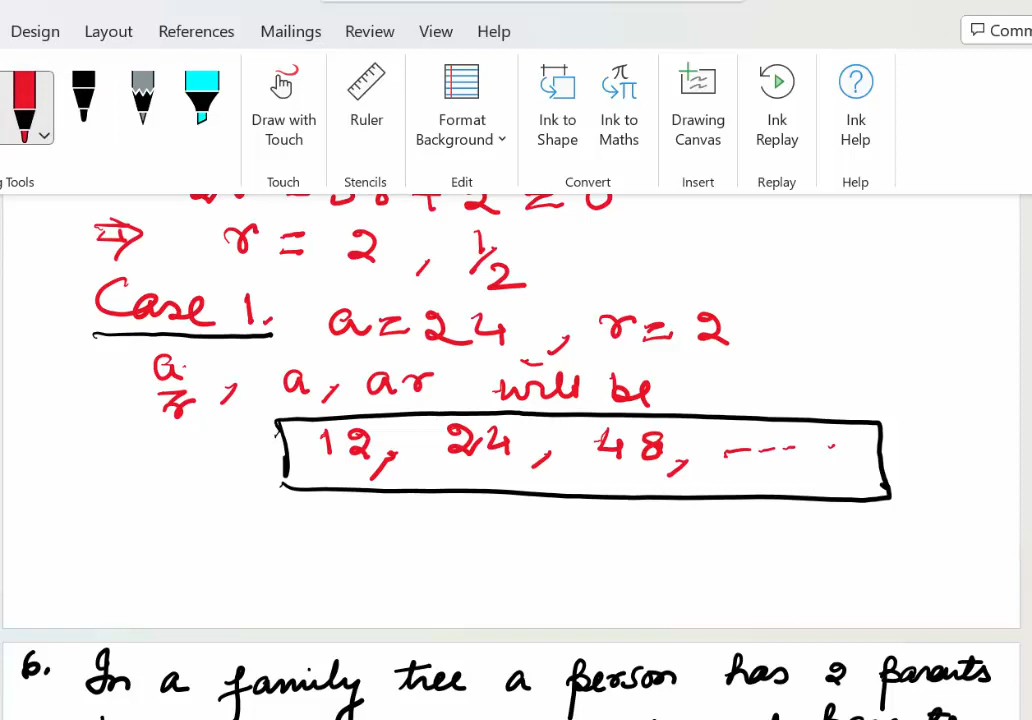 Design Layout References Mailings Review View Help Comm
Draw with Touch Ruler Format Background Ink to Shape Ink to Maths Drawing Canvas Ink Replay Ink Help
g Tools Touch Stencils Edit Convert Insert Replay Help
⇒ r = 2 , 1/2
Case 1. a = 24 , r = 2
a/r , a , ar will be
12, 24 , 48 , ----
6. In a family tree a person has 2 parents